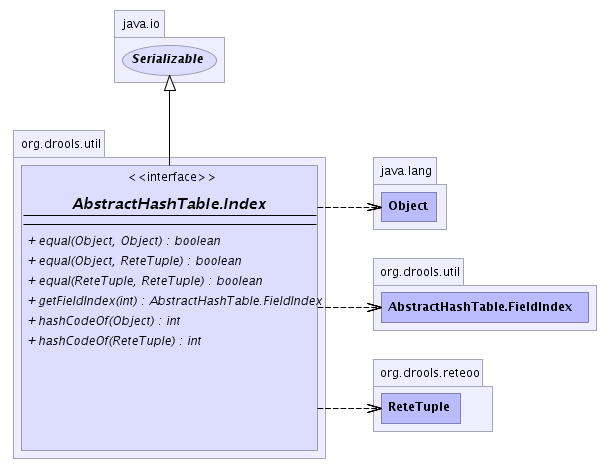 java.io
Serializable
org.drools.util
<<interface>>
AbstractHashTable.Index
+ equal(Object, Object) : boolean
+ equal(Object, ReteTuple) : boolean
+ equal(ReteTuple, ReteTuple) : boolean
+ getFieldIndex(int) : AbstractHashTable.FieldIndex
+ hashCodeOf(Object) : int
+ hashCodeOf(ReteTuple) : int
java.lang
Object
org.drools.util
AbstractHashTable.FieldIndex
org.drools.reteoo
ReteTuple